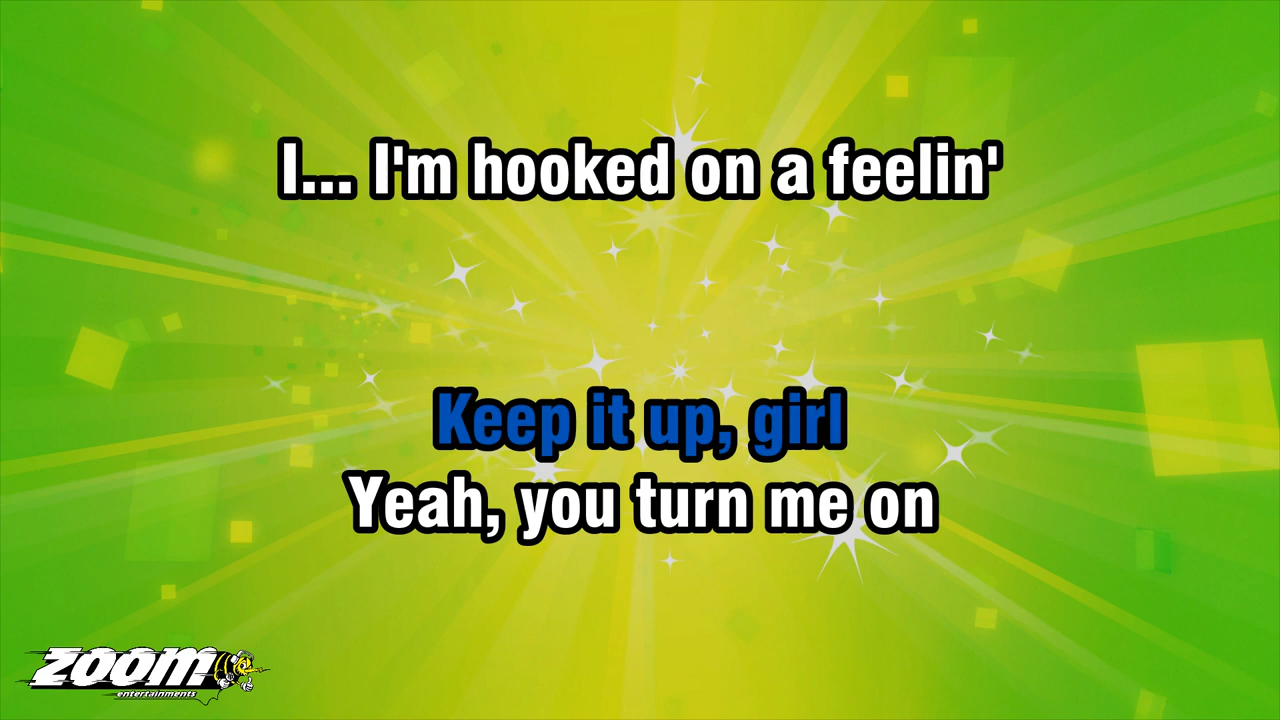 I... I'm hooked on a feelin'
Keep it up, girl
Yeah, you turn me on
ZOOM
entertainments